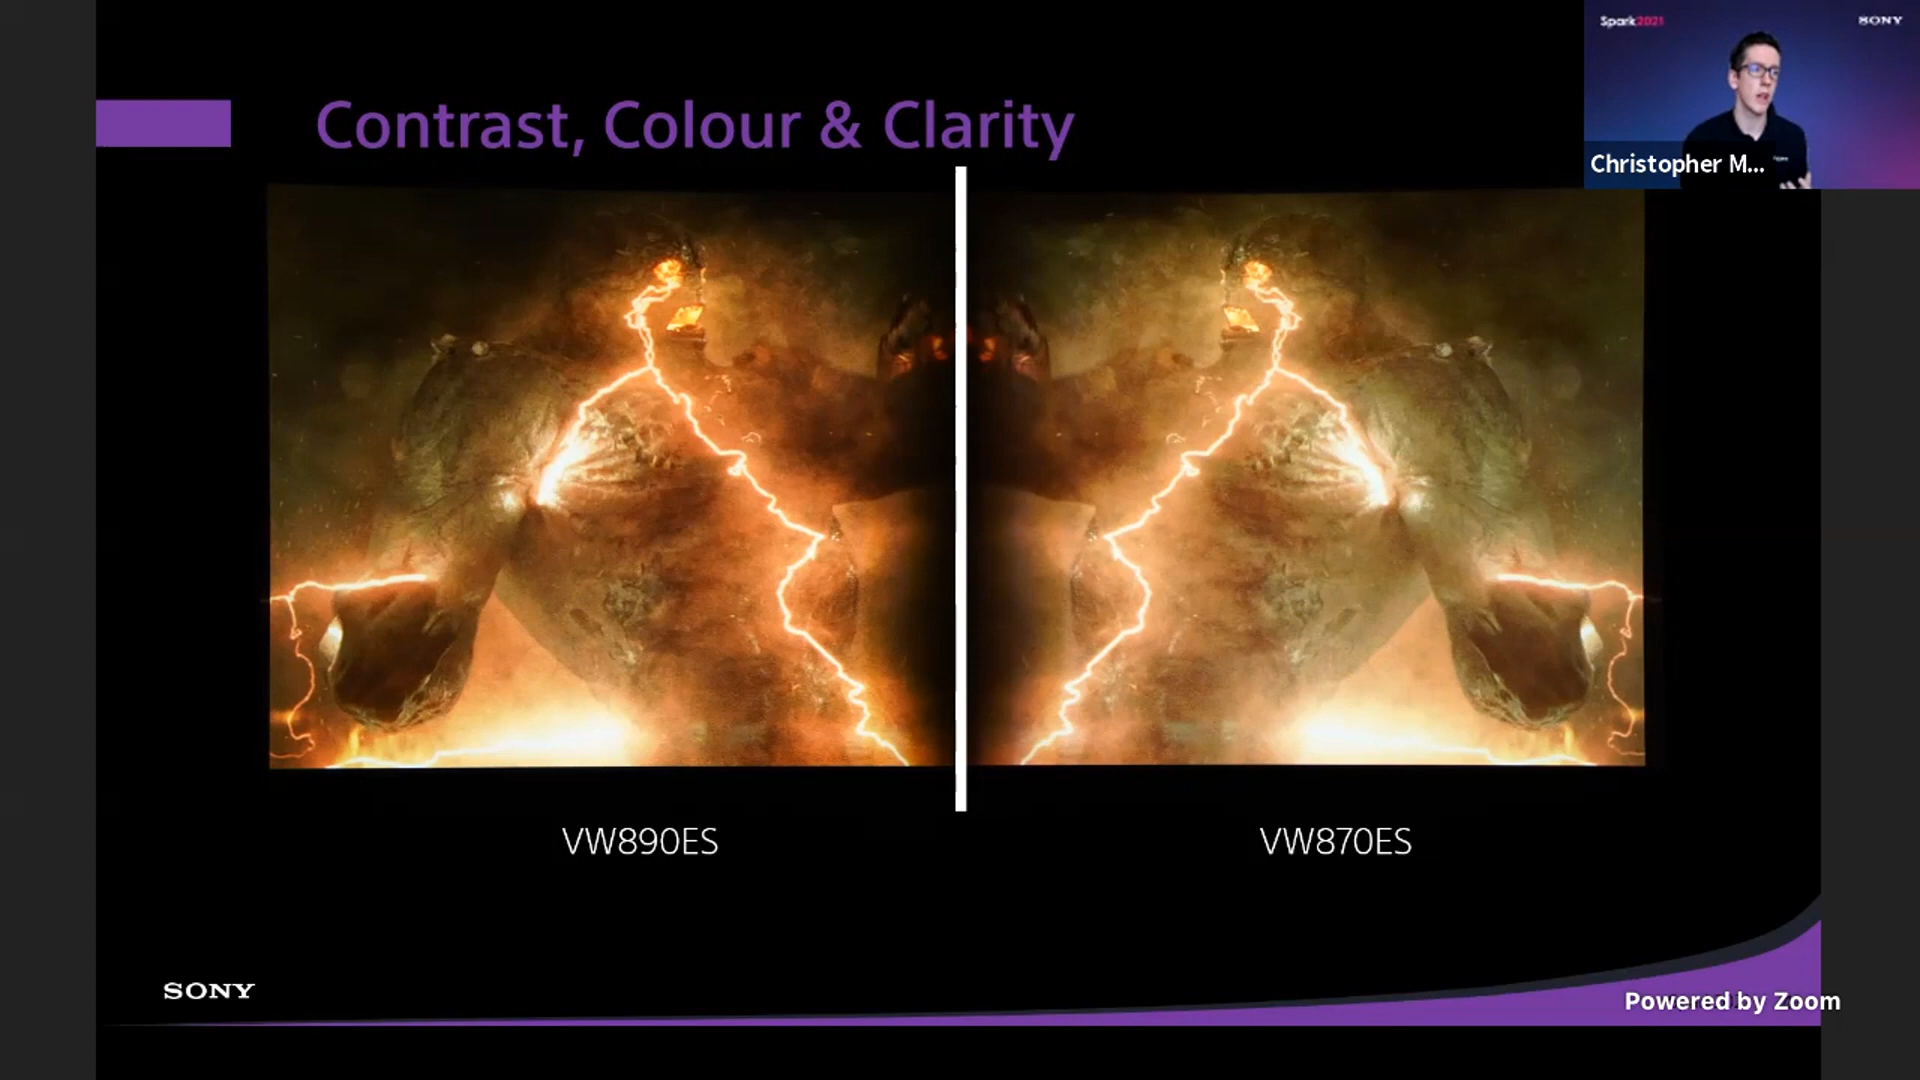 Spark2021
SONY
Contrast, Colour & Clarity
Christopher M...
VW890ES
VW870ES
SONY
Powered by Zoom